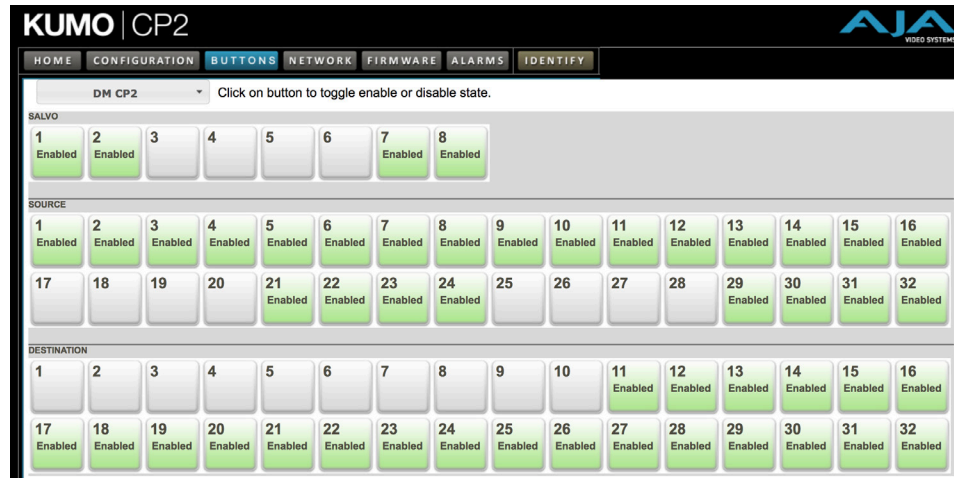 KUMO | CP2
AJA
VIDEO SYSTEMS
HOME CONFIGURATION BUTTONS NETWORK FIRMWARE ALARMS IDENTIFY
DM CP2 Click on button to toggle enable or disable state.
SALVO
1 2 3 4 5 6 7 8
Enabled Enabled Enabled Enabled
SOURCE
1 2 3 4 5 6 7 8 9 10 11 12 13 14 15 16
Enabled Enabled Enabled Enabled Enabled Enabled Enabled Enabled Enabled Enabled Enabled Enabled Enabled Enabled Enabled Enabled
17 18 19 20 21 22 23 24 25 26 27 28 29 30 31 32
Enabled Enabled Enabled Enabled Enabled Enabled Enabled Enabled
DESTINATION
1 2 3 4 5 6 7 8 9 10 11 12 13 14 15 16
Enabled Enabled Enabled Enabled Enabled Enabled
17 18 19 20 21 22 23 24 25 26 27 28 29 30 31 32
Enabled Enabled Enabled Enabled Enabled Enabled Enabled Enabled Enabled Enabled Enabled Enabled Enabled Enabled Enabled Enabled